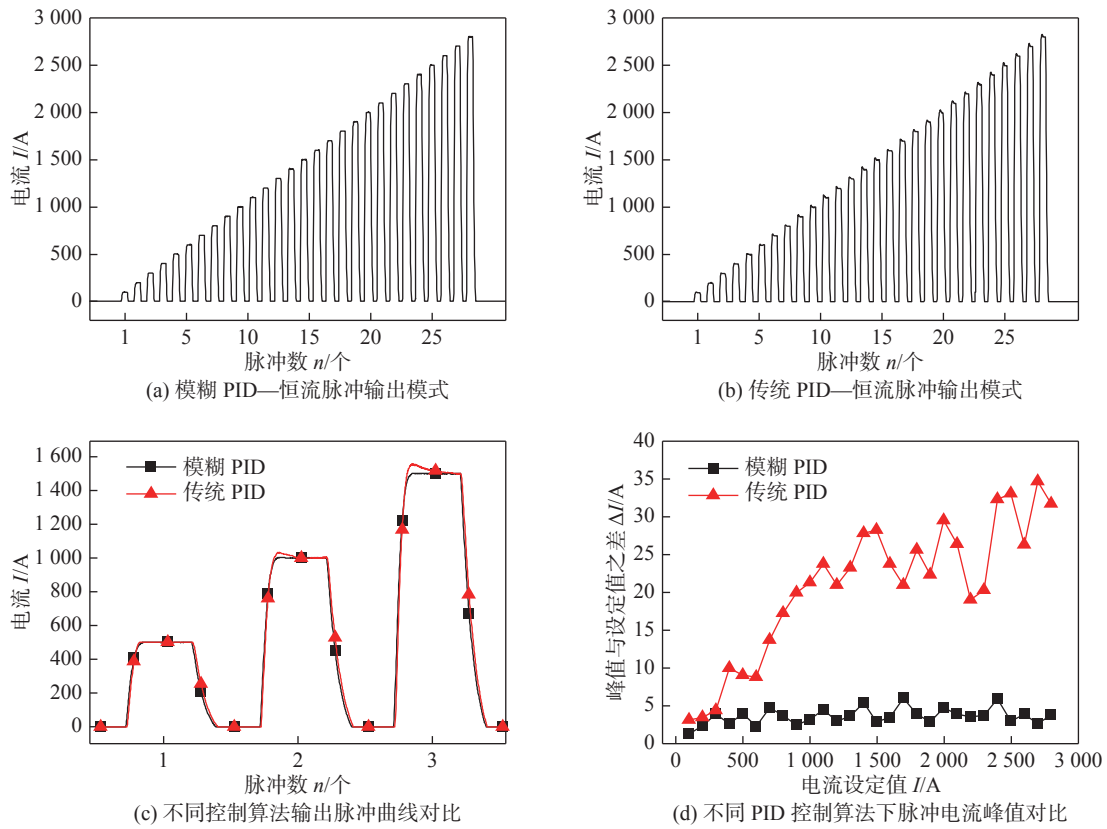 3 000
2 500
2 000
1 500
1 000
500
0
电流 I/A
1 5 10 15 20 25
脉冲数 n/个
(a) 模糊 PID—恒流脉冲输出模式
3 000
2 500
2 000
1 500
1 000
500
0
电流 I/A
1 5 10 15 20 25
脉冲数 n/个
(b) 传统 PID—恒流脉冲输出模式
1 600
1 400
1 200
1 000
800
600
400
200
0
电流 I/A
模糊 PID
传统 PID
1 2 3
脉冲数 n/个
(c) 不同控制算法输出脉冲曲线对比
40
35
30
25
20
15
10
5
0
峰值与设定值之差 ΔI/A
模糊 PID
传统 PID
0 500 1 000 1 500 2 000 2 500 3 000
电流设定值 I/A
(d) 不同 PID 控制算法下脉冲电流峰值对比